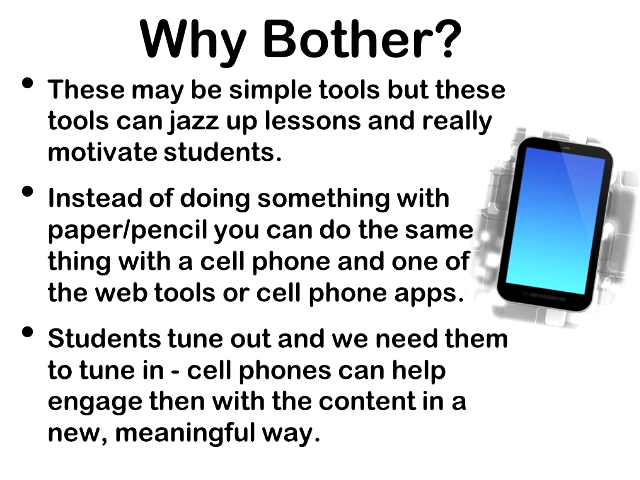 Why Bother?
• These may be simple tools but these
tools can jazz up lessons and really
motivate students.
• Instead of doing something with
paper/pencil you can do the same
thing with a cell phone and one of
the web tools or cell phone apps.
• Students tune out and we need them
to tune in - cell phones can help
engage then with the content in a
new, meaningful way.